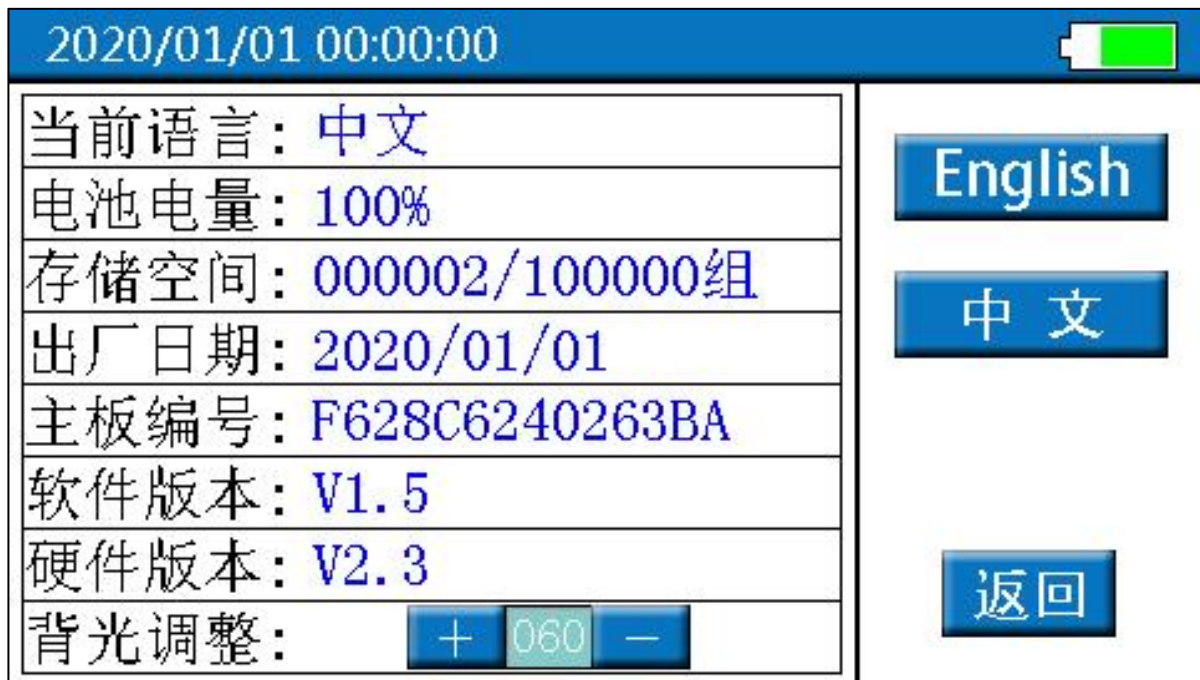 2020/01/01 00:00:00
当前语言: 中文
电池电量: 100%
存储空间: 000002/100000组
出厂日期: 2020/01/01
主板编号: F628C6240263BA
软件版本: V1.5
硬件版本: V2.3
背光调整: + 060 −
English
中 文
返回